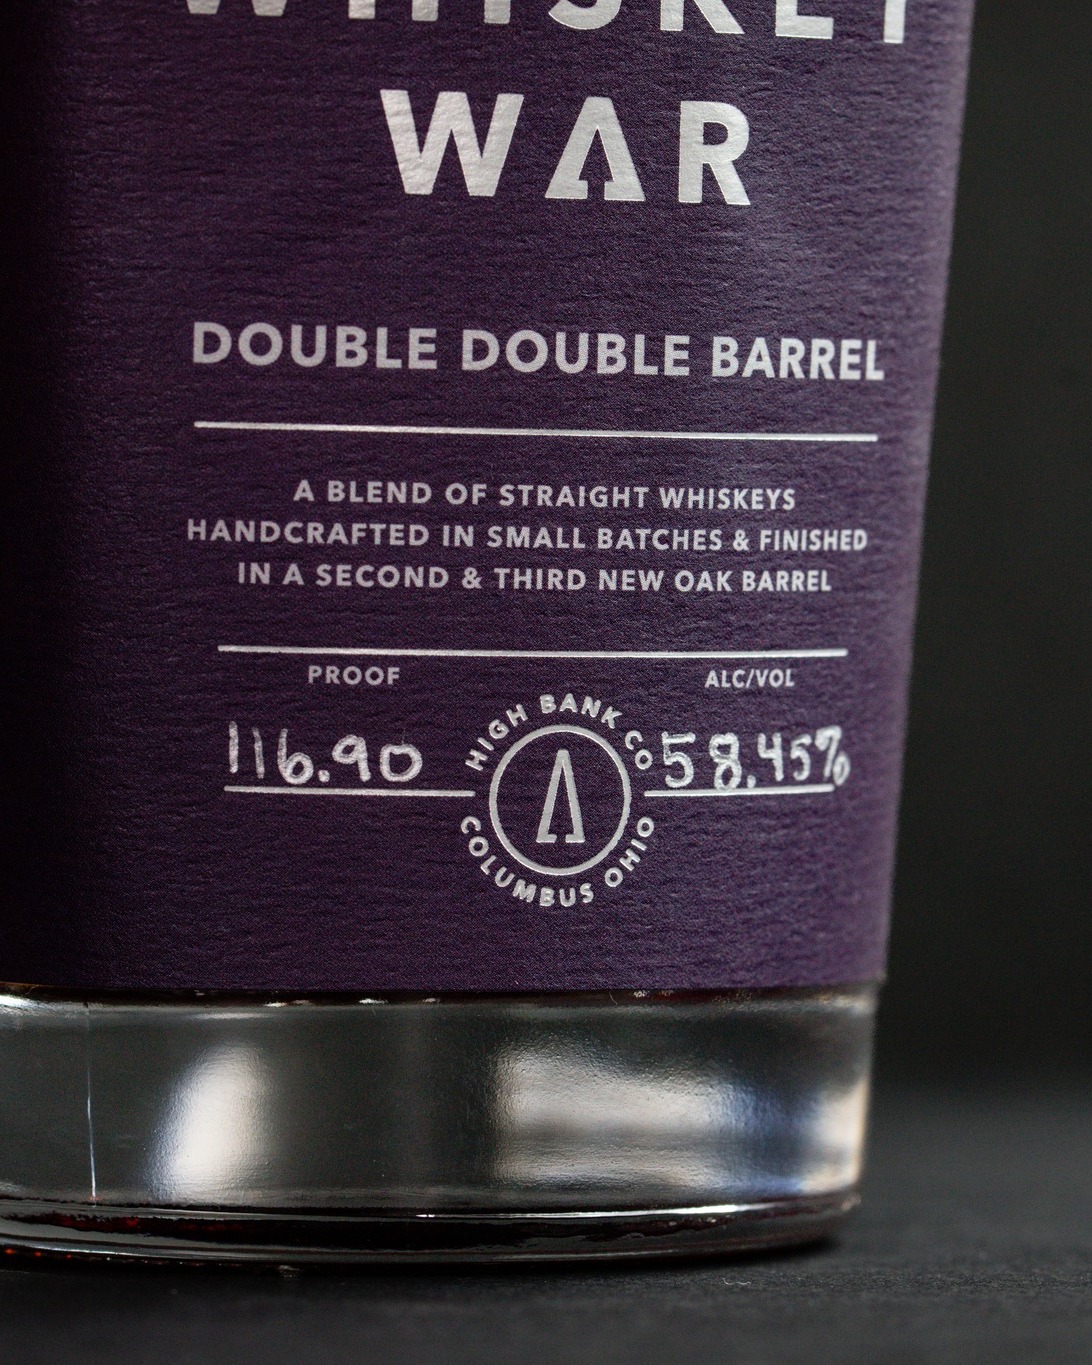 WHISKEY
WAR
DOUBLE DOUBLE BARREL
A BLEND OF STRAIGHT WHISKEYS
HANDCRAFTED IN SMALL BATCHES & FINISHED
IN A SECOND & THIRD NEW OAK BARREL
PROOF
ALC/VOL
116.90
58.45%
HIGH BANK CO
COLUMBUS OHIO